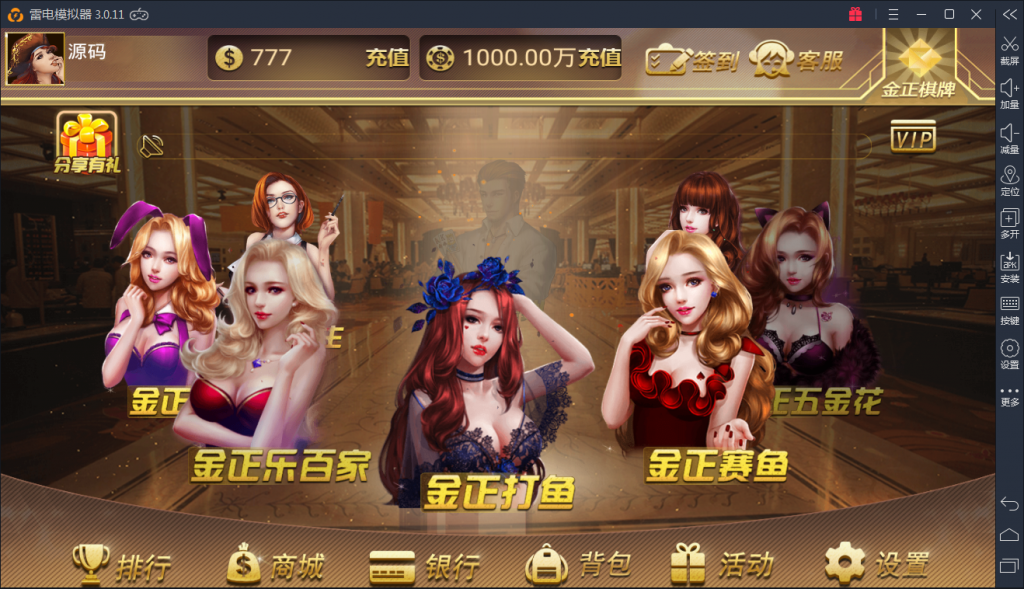 雷电模拟器 3.0.11
源码
777 充值
1000.00万 充值
签到
客服
金正棋牌
分享有礼
VIP
金正
金正乐百家
金正打鱼
金正赛鱼
正五金花
排行
商城
银行
背包
活动
设置
截屏
加量
减量
定位
多开
APK
安装
按键
设置
更多